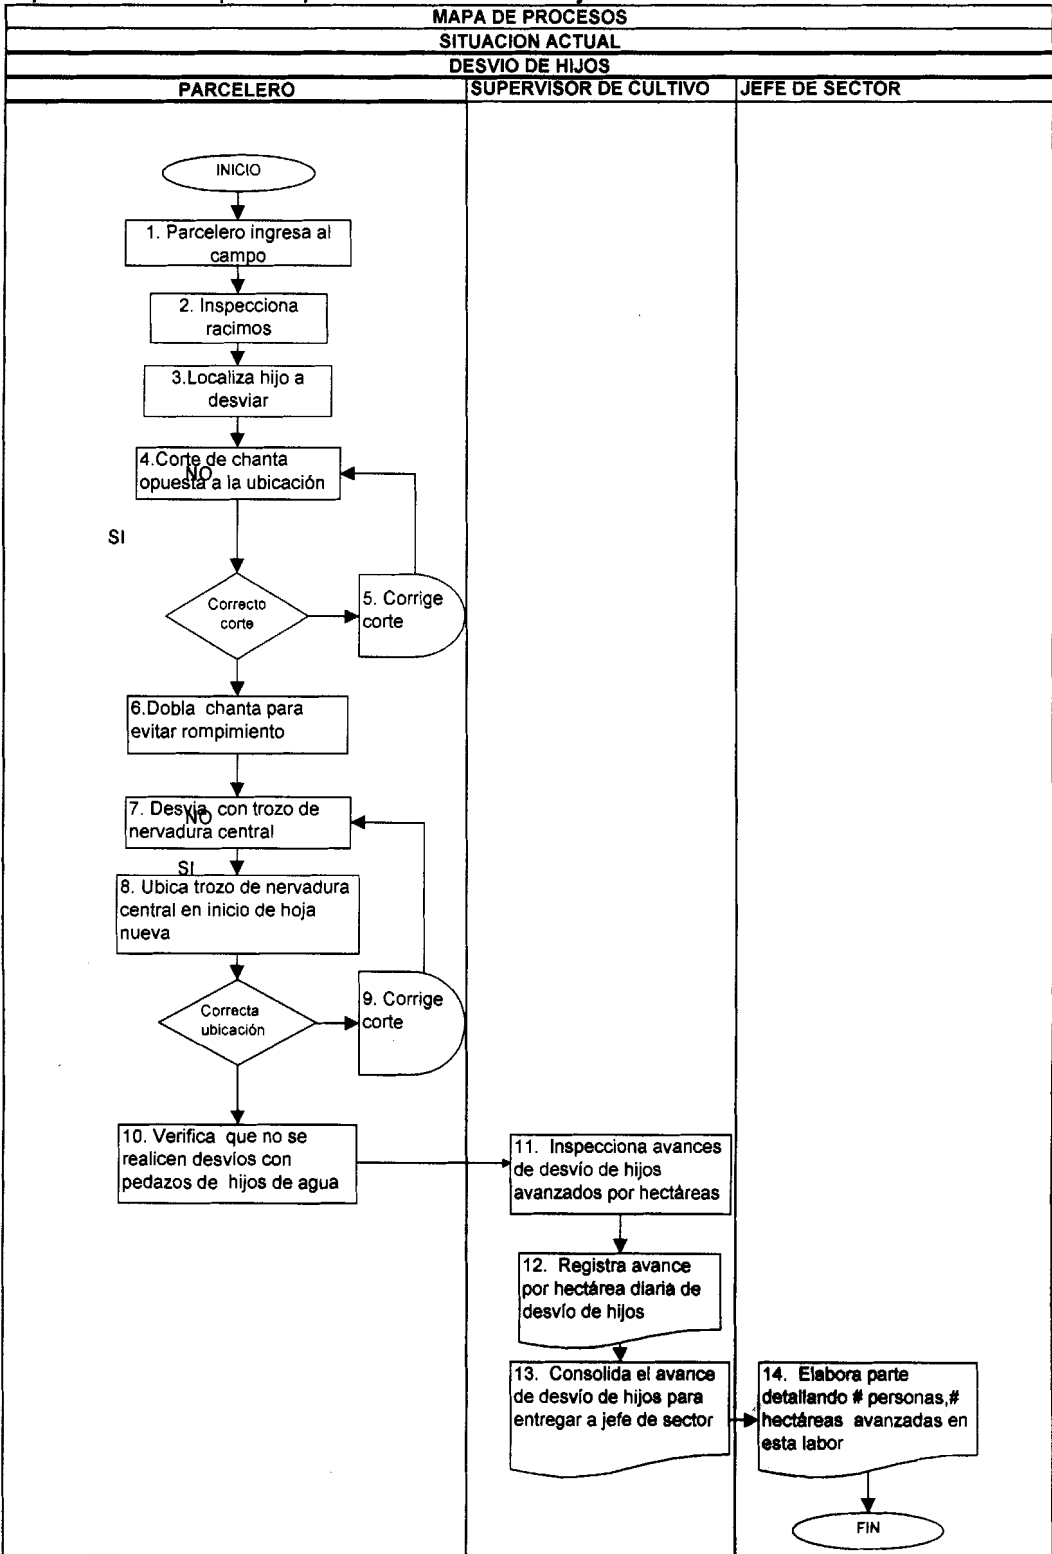 MAPA DE PROCESOS
SITUACION ACTUAL
DESVIO DE HIJOS
PARCELERO
SUPERVISOR DE CULTIVO
JEFE DE SECTOR
INICIO
1. Parcelero ingresa al
campo
2. Inspecciona
racimos
3.Localiza hijo a
desviar
4.Corte de chanta
NO
opuesta a la ubicación
SI
Correcto
corte
5. Corrige
corte
6.Dobla chanta para
evitar rompimiento
7. Desvia con trozo de
NO
nervadura central
SI
8. Ubica trozo de nervadura
central en inicio de hoja
nueva
Correcta
ubicación
9. Corrige
corte
10. Verifica que no se
realicen desvíos con
pedazos de hijos de agua
11. Inspecciona avances
de desvío de hijos
avanzados por hectáreas
12. Registra avance
por hectárea diaria de
desvío de hijos
13. Consolida el avance
de desvío de hijos para
entregar a jefe de sector
14. Elabora parte
detallando # personas,#
hectáreas avanzadas en
esta labor
FIN